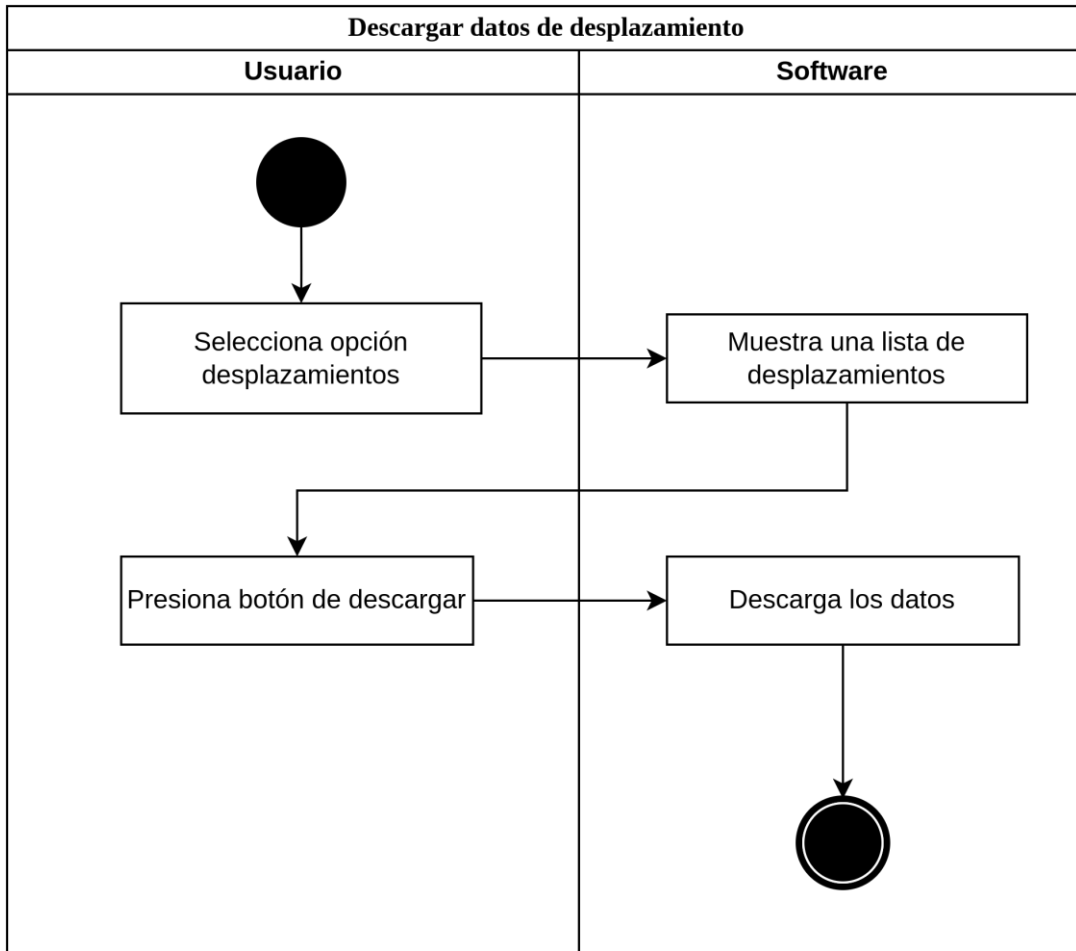 Descargar datos de desplazamiento
Usuario
Software
Selecciona opción
desplazamientos
Muestra una lista de
desplazamientos
Presiona botón de descargar
Descarga los datos